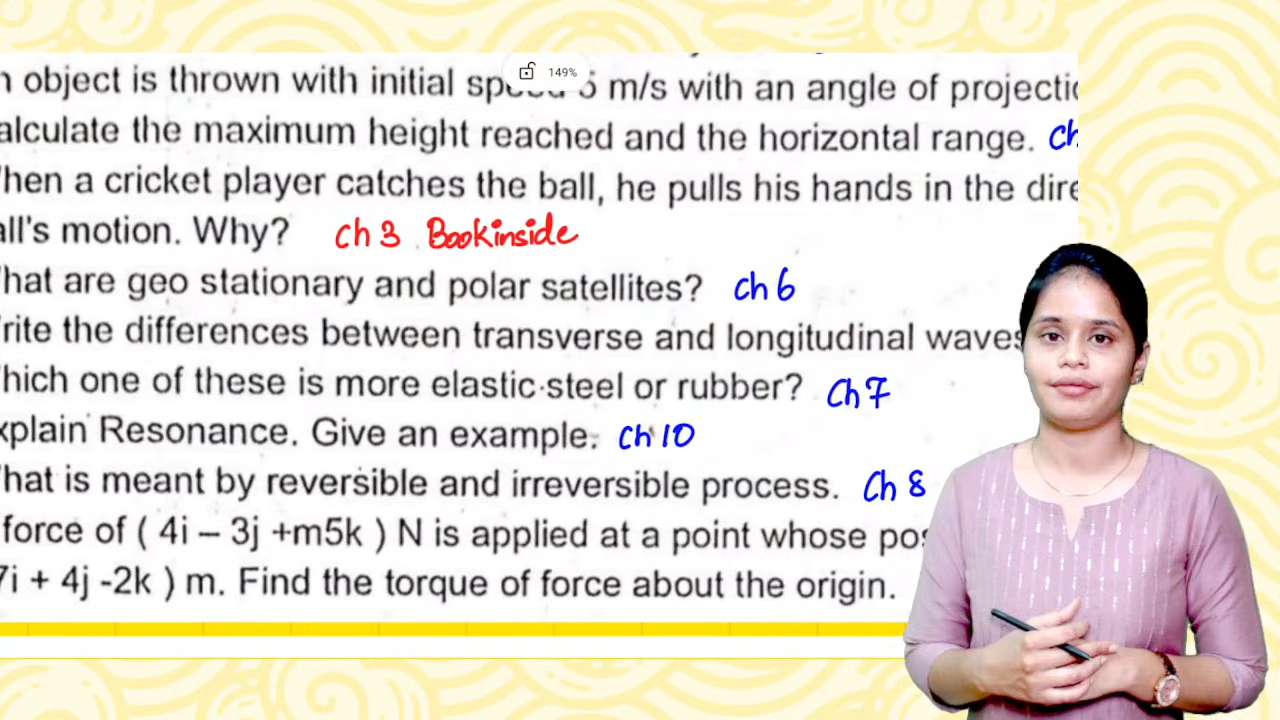 149%
object is thrown with initial 5 m/s with an angle of projectic
alculate the maximum height reached and the horizontal range. Ch
hen a cricket player catches the ball, he pulls his hands in the dire
all's motion. Why? Ch 3 Bookinside
hat are geo stationary and polar satellites? Ch 6
rite the differences between transverse and longitudinal waves
hich one of these is more elastic steel or rubber? Ch 7
xplain Resonance. Give an example. Ch 10
hat is meant by reversible and irreversible process. Ch 8
force of ( 4i – 3j +m5k ) N is applied at a point whose pos
7i + 4j -2k ) m. Find the torque of force about the origin.